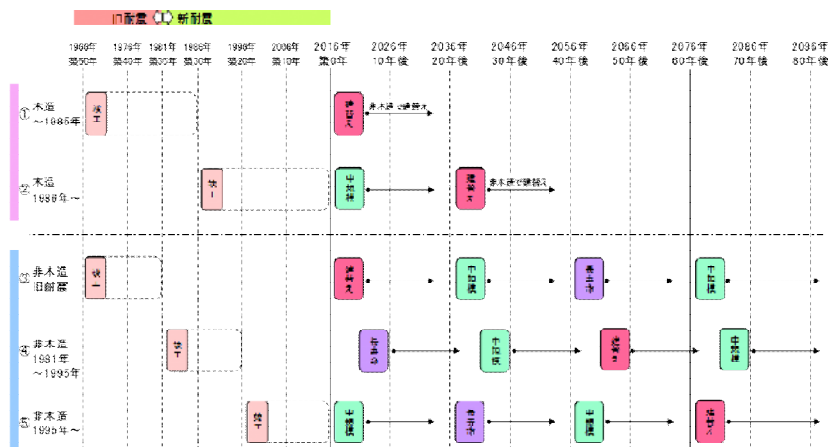 旧耐震 新耐震
1966年 1976年 1981年 1986年 1996年 2006年 2016年 2026年 2036年 2046年 2056年 2066年 2076年 2086年 2096年
築50年 築40年 築35年 築30年 築20年 築10年 築0年 10年後 20年後 30年後 40年後 50年後 60年後 70年後 80年後
① 木造 竣工 建替え 非木造で建替え
～1985年
② 木造 竣工 中規模 建替え 非木造で建替え
1986年～
③ 非木造 竣工 建替え 中規模 長寿命 中規模
旧耐震
④ 非木造 竣工 長寿命 中規模 建替え 中規模
1981年
～1995年
⑤ 非木造 竣工 中規模 長寿命 中規模 建替え
1995年～